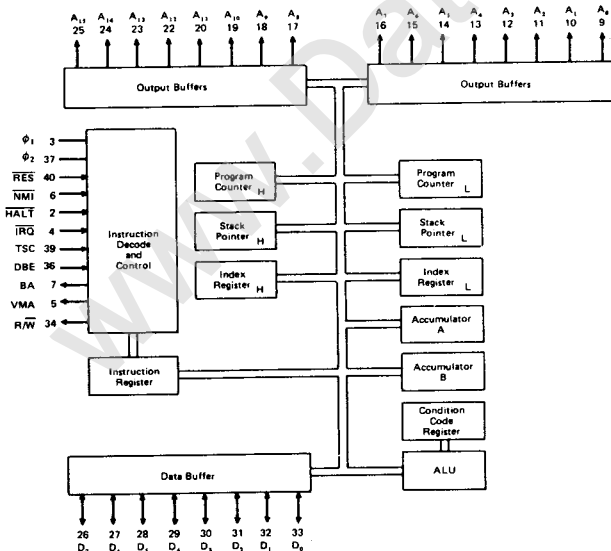 A₁₅ A₁₄ A₁₃ A₁₂ A₁₁ A₁₀ A₉ A₈
25 24 23 22 20 19 18 17
A₇ A₆ A₅ A₄ A₃ A₂ A₁ A₀
16 15 14 13 12 11 10 9
Output Buffers
Output Buffers
φ₁ 3
φ₂ 37
R̅E̅S̅ 40
N̅M̅I̅ 6
H̅A̅L̅T̅ 2
I̅R̅Q̅ 4
TSC 39
DBE 36
BA 7
VMA 5
R/W̅ 34
Instruction
Decode
and
Control
Instruction
Register
Program
Counter H
Stack
Pointer H
Index
Register H
Program
Counter L
Stack
Pointer L
Index
Register L
Accumulator
A
Accumulator
B
Condition
Code
Register
ALU
Data Buffer
26 27 28 29 30 31 32 33
D₇ D₆ D₅ D₄ D₃ D₂ D₁ D₀
www.Dat